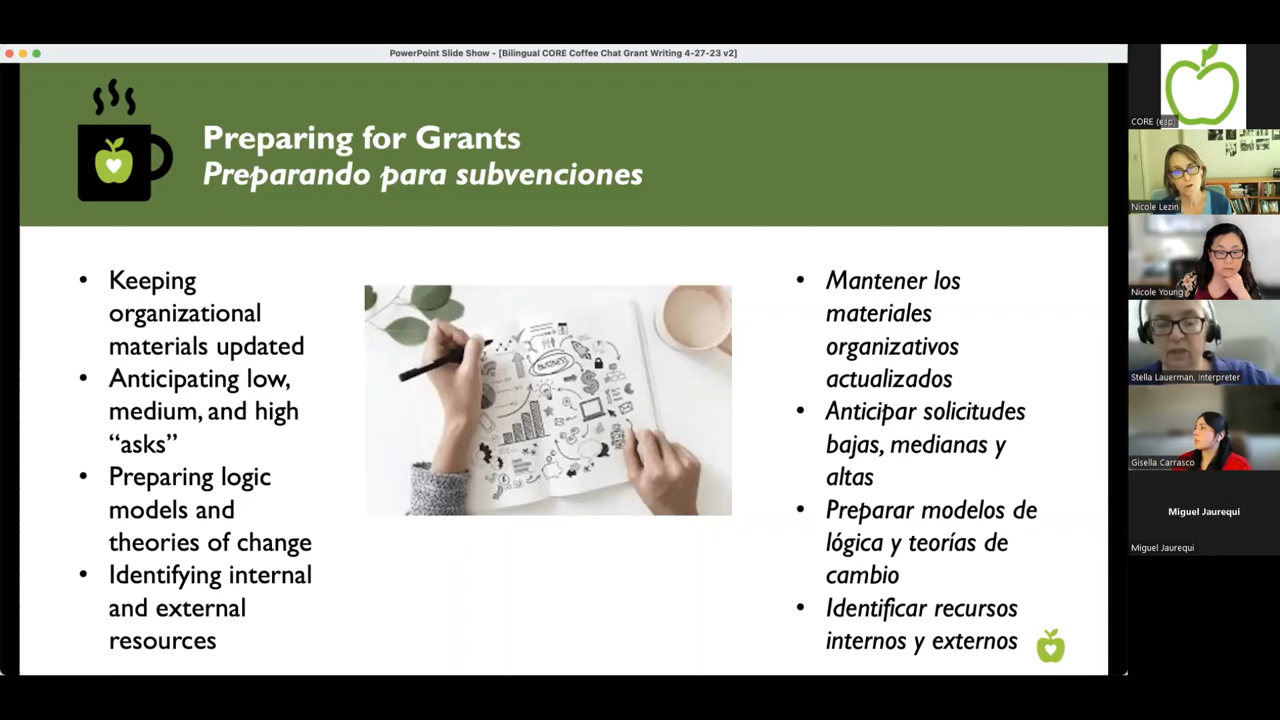 PowerPoint Slide Show - [Bilingual CORE Coffee Chat Grant Writing 4-27-23 v2]
Preparing for Grants
Preparando para subvenciones
• Keeping
organizational
materials updated
• Anticipating low,
medium, and high
“asks”
• Preparing logic
models and
theories of change
• Identifying internal
and external
resources
BUSINESS
• Mantener los
materiales
organizativos
actualizados
• Anticipar solicitudes
bajas, medianas y
altas
• Preparar modelos de
lógica y teorías de
cambio
• Identificar recursos
internos y externos
CORE (esp)
Nicole Lezin
Nicole Young
Stella Lauerman, Interpreter
Gisella Carrasco
Miguel Jaurequi
Miguel Jaurequi